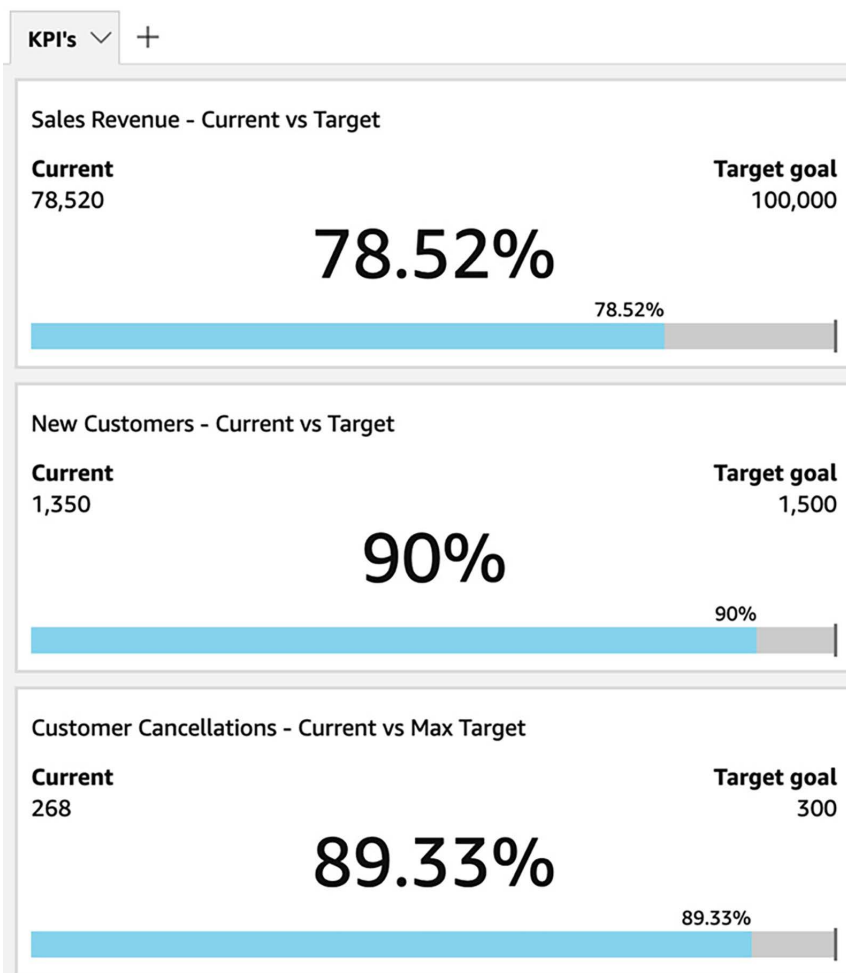 KPI's +
Sales Revenue - Current vs Target
Current Target goal
78,520 100,000
78.52%
78.52%
New Customers - Current vs Target
Current Target goal
1,350 1,500
90%
90%
Customer Cancellations - Current vs Max Target
Current Target goal
268 300
89.33%
89.33%